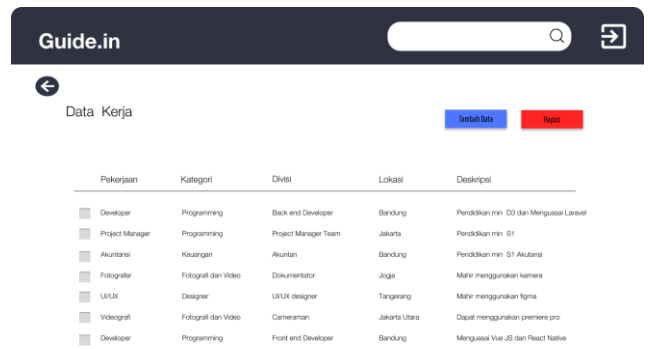 Guide.in
Data Kerja
Tambah Data Hapus
Pekerjaan Kategori Divisi Lokasi Deskripsi
Developer Programming Back end Developer Bandung Pendidikan min D3 dan Menguasai Laravel
Project Manager Programming Project Manager Team Jakarta Pendidikan min S1
Akuntansi Keuangan Akuntan Bandung Pendidikan min S1 Akutansi
Fotografer Fotografi dan Video Dokumentator Jogja Mahir menggunakan kamera
UI/UX Designer UI/UX designer Tangerang Mahir menggunakan figma
Videografi Fotografi dan Video Cameraman Jakarta Utara Dapat menggunakan premiere pro
Developer Programming Front end Developer Bandung Menguasai Vue JS dan React Native